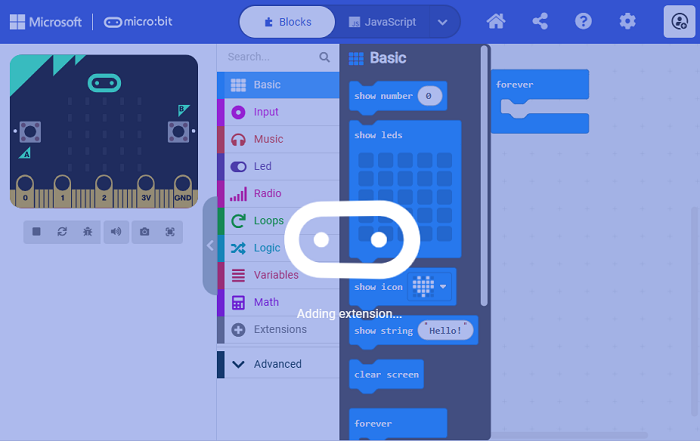 Microsoft
micro:bit
Blocks
JavaScript
Search...
Basic
Input
Music
Led
Radio
Loops
Logic
Variables
Math
Extensions
Advanced
Basic
show number 0
show leds
show icon
show string "Hello!"
clear screen
forever
forever
A
B
0 1 2 3V GND
Adding extension...